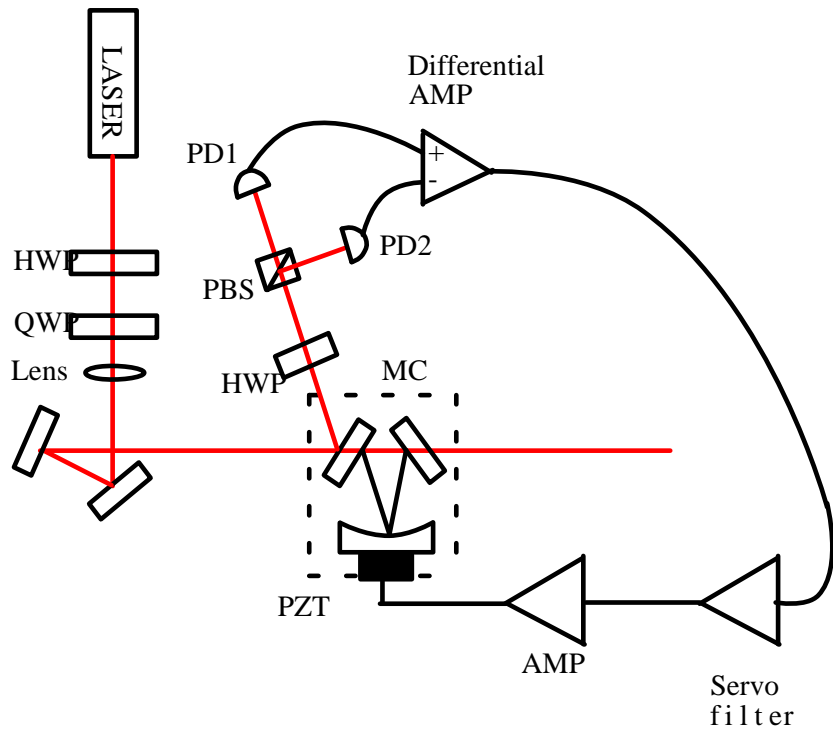 LASER
Differential
AMP
PD1
+
-
PD2
HWP
PBS
QWP
Lens
HWP
MC
PZT
AMP
Servo
filter